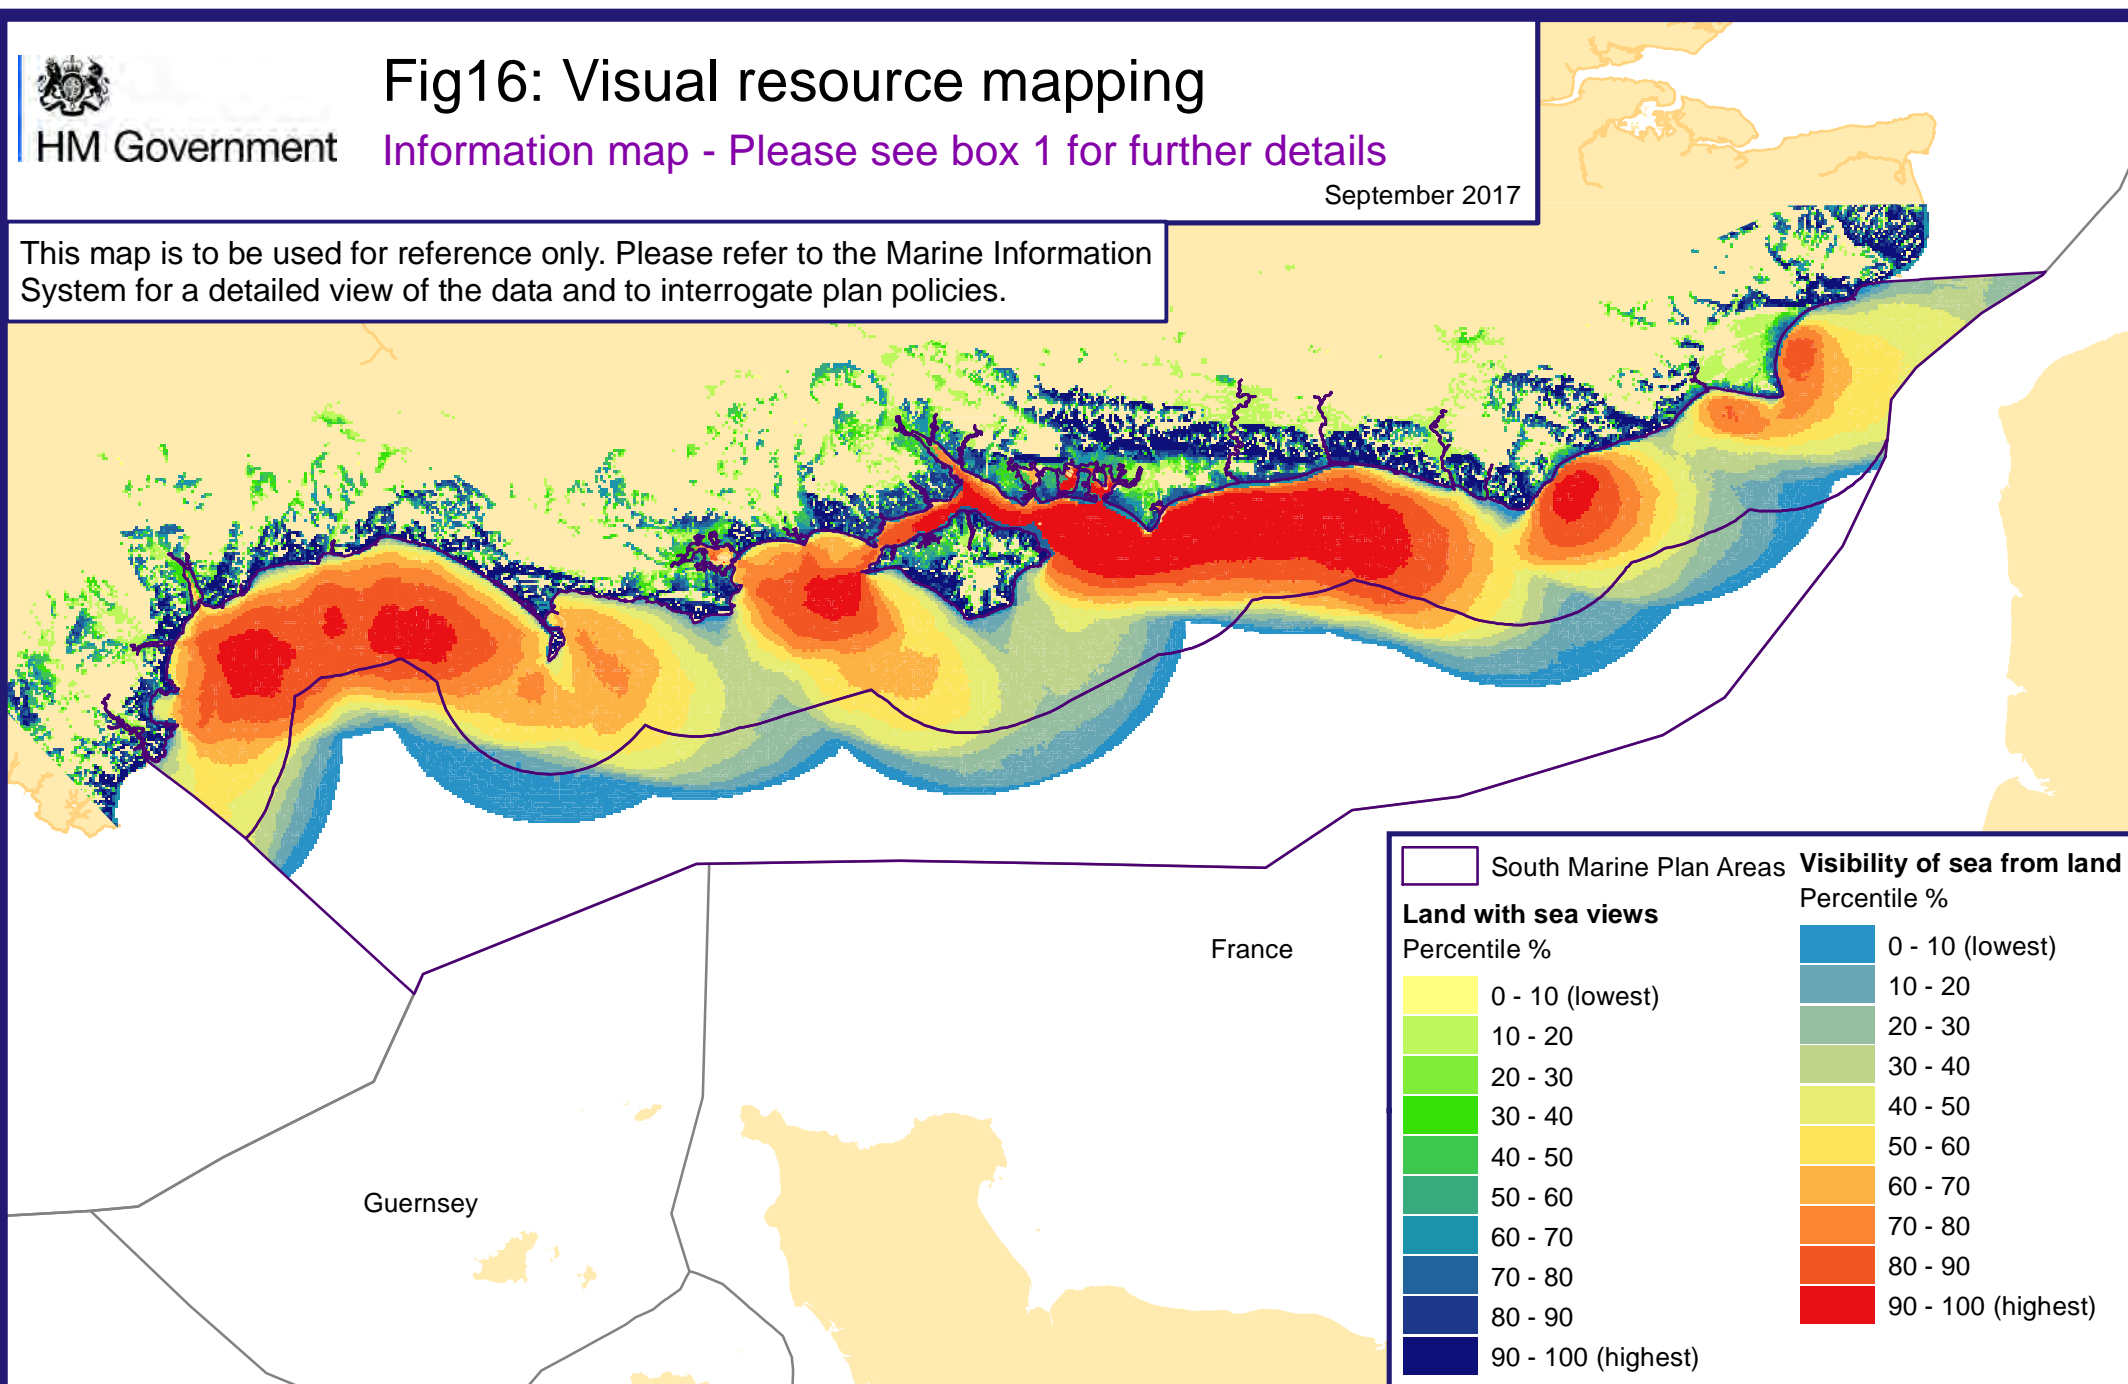 HM Government
Fig16: Visual resource mapping
Information map - Please see box 1 for further details
September 2017
This map is to be used for reference only. Please refer to the Marine Information
System for a detailed view of the data and to interrogate plan policies.
France
Guernsey
South Marine Plan Areas
Land with sea views
Percentile %
0 - 10 (lowest)
10 - 20
20 - 30
30 - 40
40 - 50
50 - 60
60 - 70
70 - 80
80 - 90
90 - 100 (highest)
Visibility of sea from land
Percentile %
0 - 10 (lowest)
10 - 20
20 - 30
30 - 40
40 - 50
50 - 60
60 - 70
70 - 80
80 - 90
90 - 100 (highest)